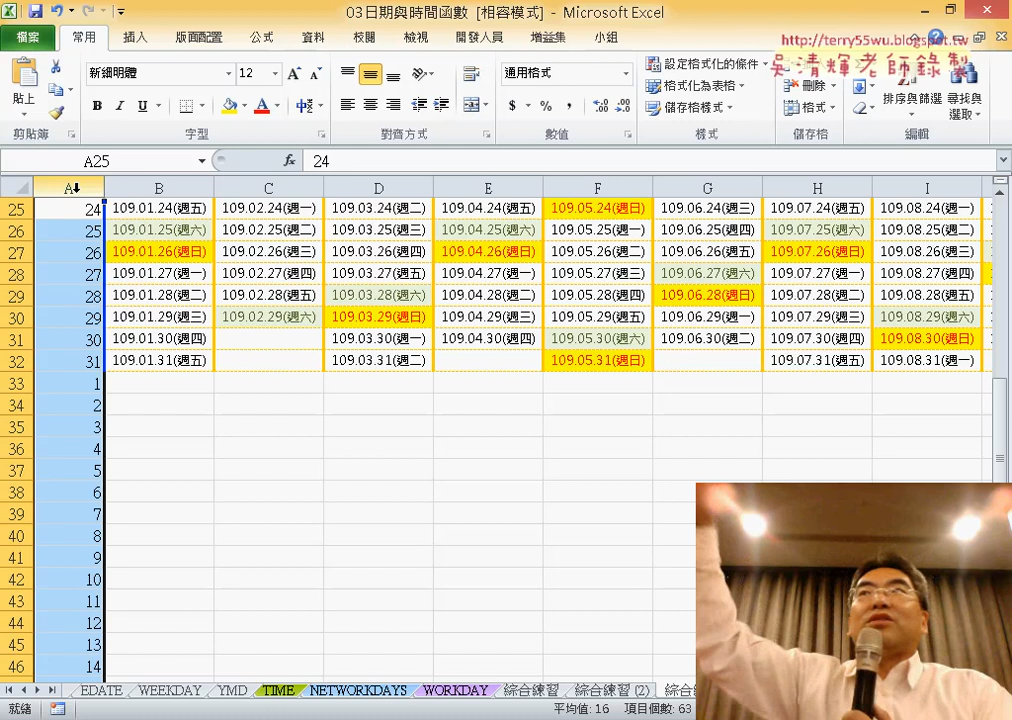 03日期與時間函數 [相容模式] - Microsoft Excel
檔案 常用 插入 版面配置 公式 資料 校閱 檢視 開發人員 增益集 小組
http://terry55wu.blogspot.tw
吳清輝老師錄製
貼上 新細明體 12 通用格式 設定格式化的條件 格式化為表格 儲存格樣式 刪除 格式 排序與篩選 尋找與選取
剪貼簿 字型 對齊方式 數值 樣式 儲存格 編輯
A25 fx 24
A B C D E F G H I
25 24 109.01.24(週五) 109.02.24(週一) 109.03.24(週二) 109.04.24(週五) 109.05.24(週日) 109.06.24(週三) 109.07.24(週五) 109.08.24(週一)
26 25 109.01.25(週六) 109.02.25(週二) 109.03.25(週三) 109.04.25(週六) 109.05.25(週一) 109.06.25(週四) 109.07.25(週六) 109.08.25(週二)
27 26 109.01.26(週日) 109.02.26(週三) 109.03.26(週四) 109.04.26(週日) 109.05.26(週二) 109.06.26(週五) 109.07.26(週日) 109.08.26(週三)
28 27 109.01.27(週一) 109.02.27(週四) 109.03.27(週五) 109.04.27(週一) 109.05.27(週三) 109.06.27(週六) 109.07.27(週一) 109.08.27(週四)
29 28 109.01.28(週二) 109.02.28(週五) 109.03.28(週六) 109.04.28(週二) 109.05.28(週四) 109.06.28(週日) 109.07.28(週二) 109.08.28(週五)
30 29 109.01.29(週三) 109.02.29(週六) 109.03.29(週日) 109.04.29(週三) 109.05.29(週五) 109.06.29(週一) 109.07.29(週三) 109.08.29(週六)
31 30 109.01.30(週四) 109.03.30(週一) 109.04.30(週四) 109.05.30(週六) 109.06.30(週二) 109.07.30(週四) 109.08.30(週日)
32 31 109.01.31(週五) 109.03.31(週二) 109.05.31(週日) 109.07.31(週五) 109.08.31(週一)
33 1
34 2
35 3
36 4
37 5
38 6
39 7
40 8
41 9
42 10
43 11
44 12
45 13
46 14
EDATE WEEKDAY YMD TIME NETWORKDAYS WORKDAY 綜合練習 綜合練習 (2) 綜合
就緒 平均值: 16 項目個數: 63